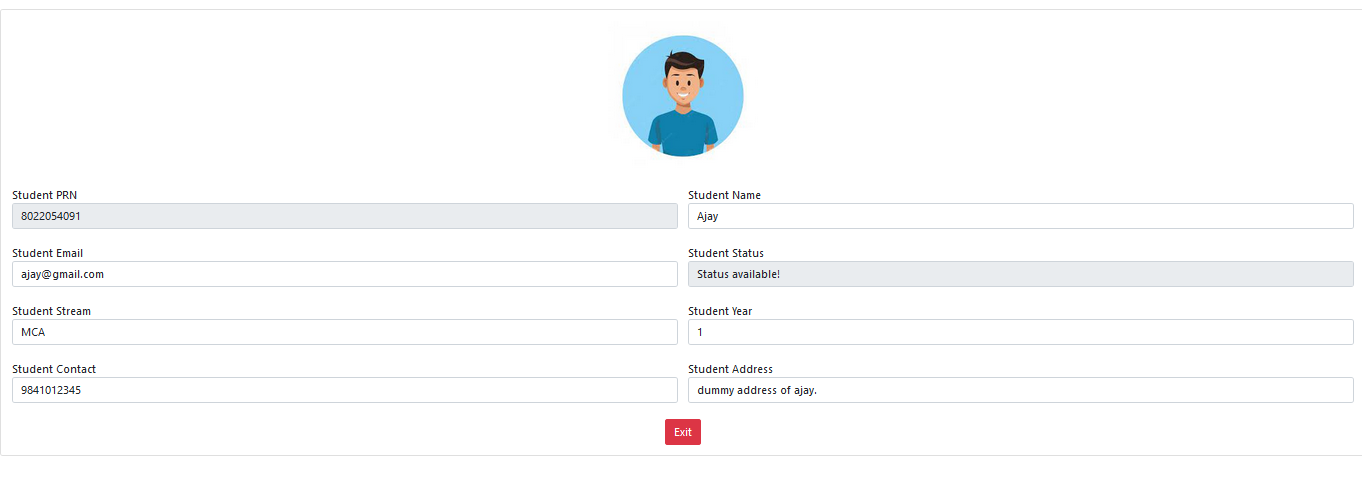 Student PRN
Student Name
8022054091
Ajay
Student Email
Student Status
ajay@gmail.com
Status available!
Student Stream
Student Year
MCA
1
Student Contact
Student Address
9841012345
dummy address of ajay.
Exit